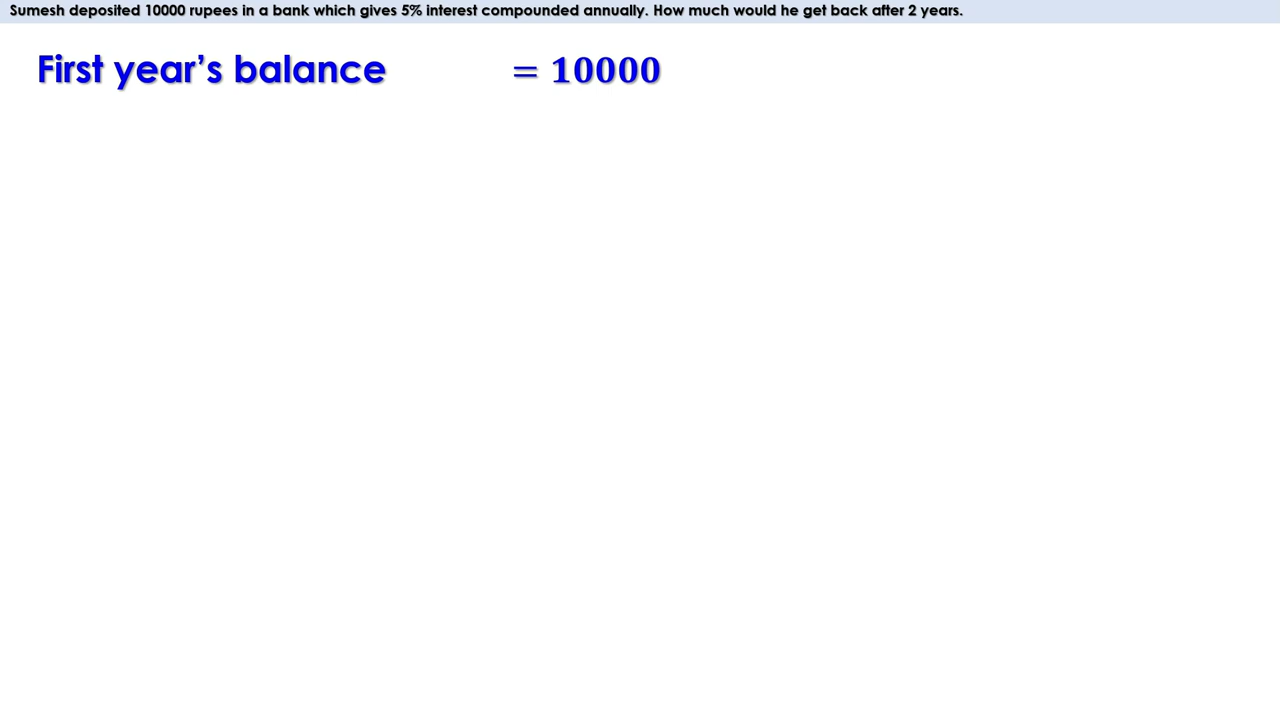 Sumesh deposited 10000 rupees in a bank which gives 5% interest compounded annually. How much would he get back after 2 years.
First year’s balance = 10000